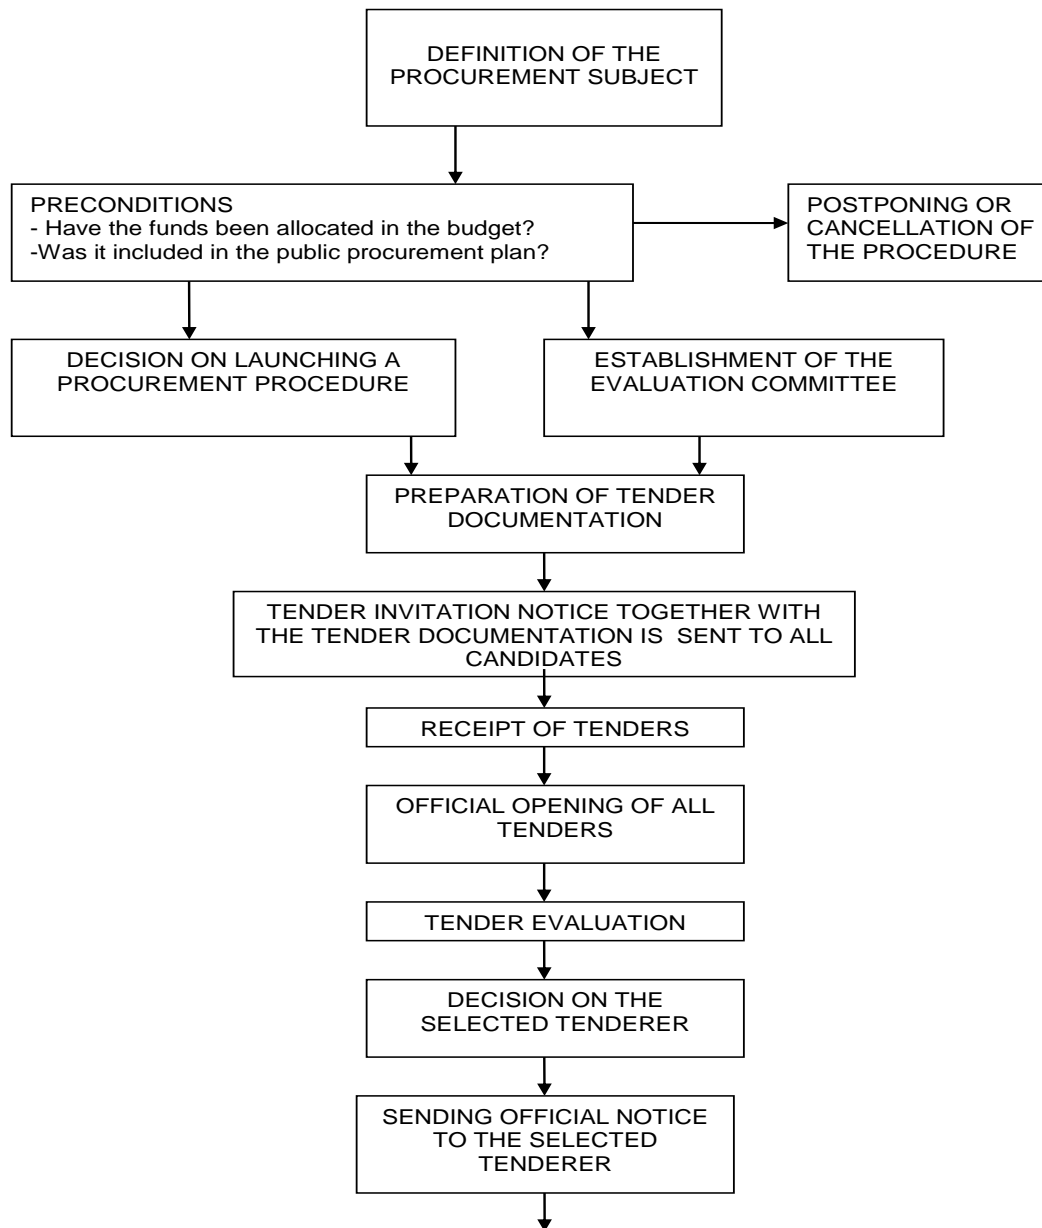 DEFINITION OF THE
PROCUREMENT SUBJECT
PRECONDITIONS
- Have the funds been allocated in the budget?
-Was it included in the public procurement plan?
POSTPONING OR
CANCELLATION OF
THE PROCEDURE
DECISION ON LAUNCHING A
PROCUREMENT PROCEDURE
ESTABLISHMENT OF THE
EVALUATION COMMITTEE
PREPARATION OF TENDER
DOCUMENTATION
TENDER INVITATION NOTICE TOGETHER WITH
THE TENDER DOCUMENTATION IS SENT TO ALL
CANDIDATES
RECEIPT OF TENDERS
OFFICIAL OPENING OF ALL
TENDERS
TENDER EVALUATION
DECISION ON THE
SELECTED TENDERER
SENDING OFFICIAL NOTICE
TO THE SELECTED
TENDERER